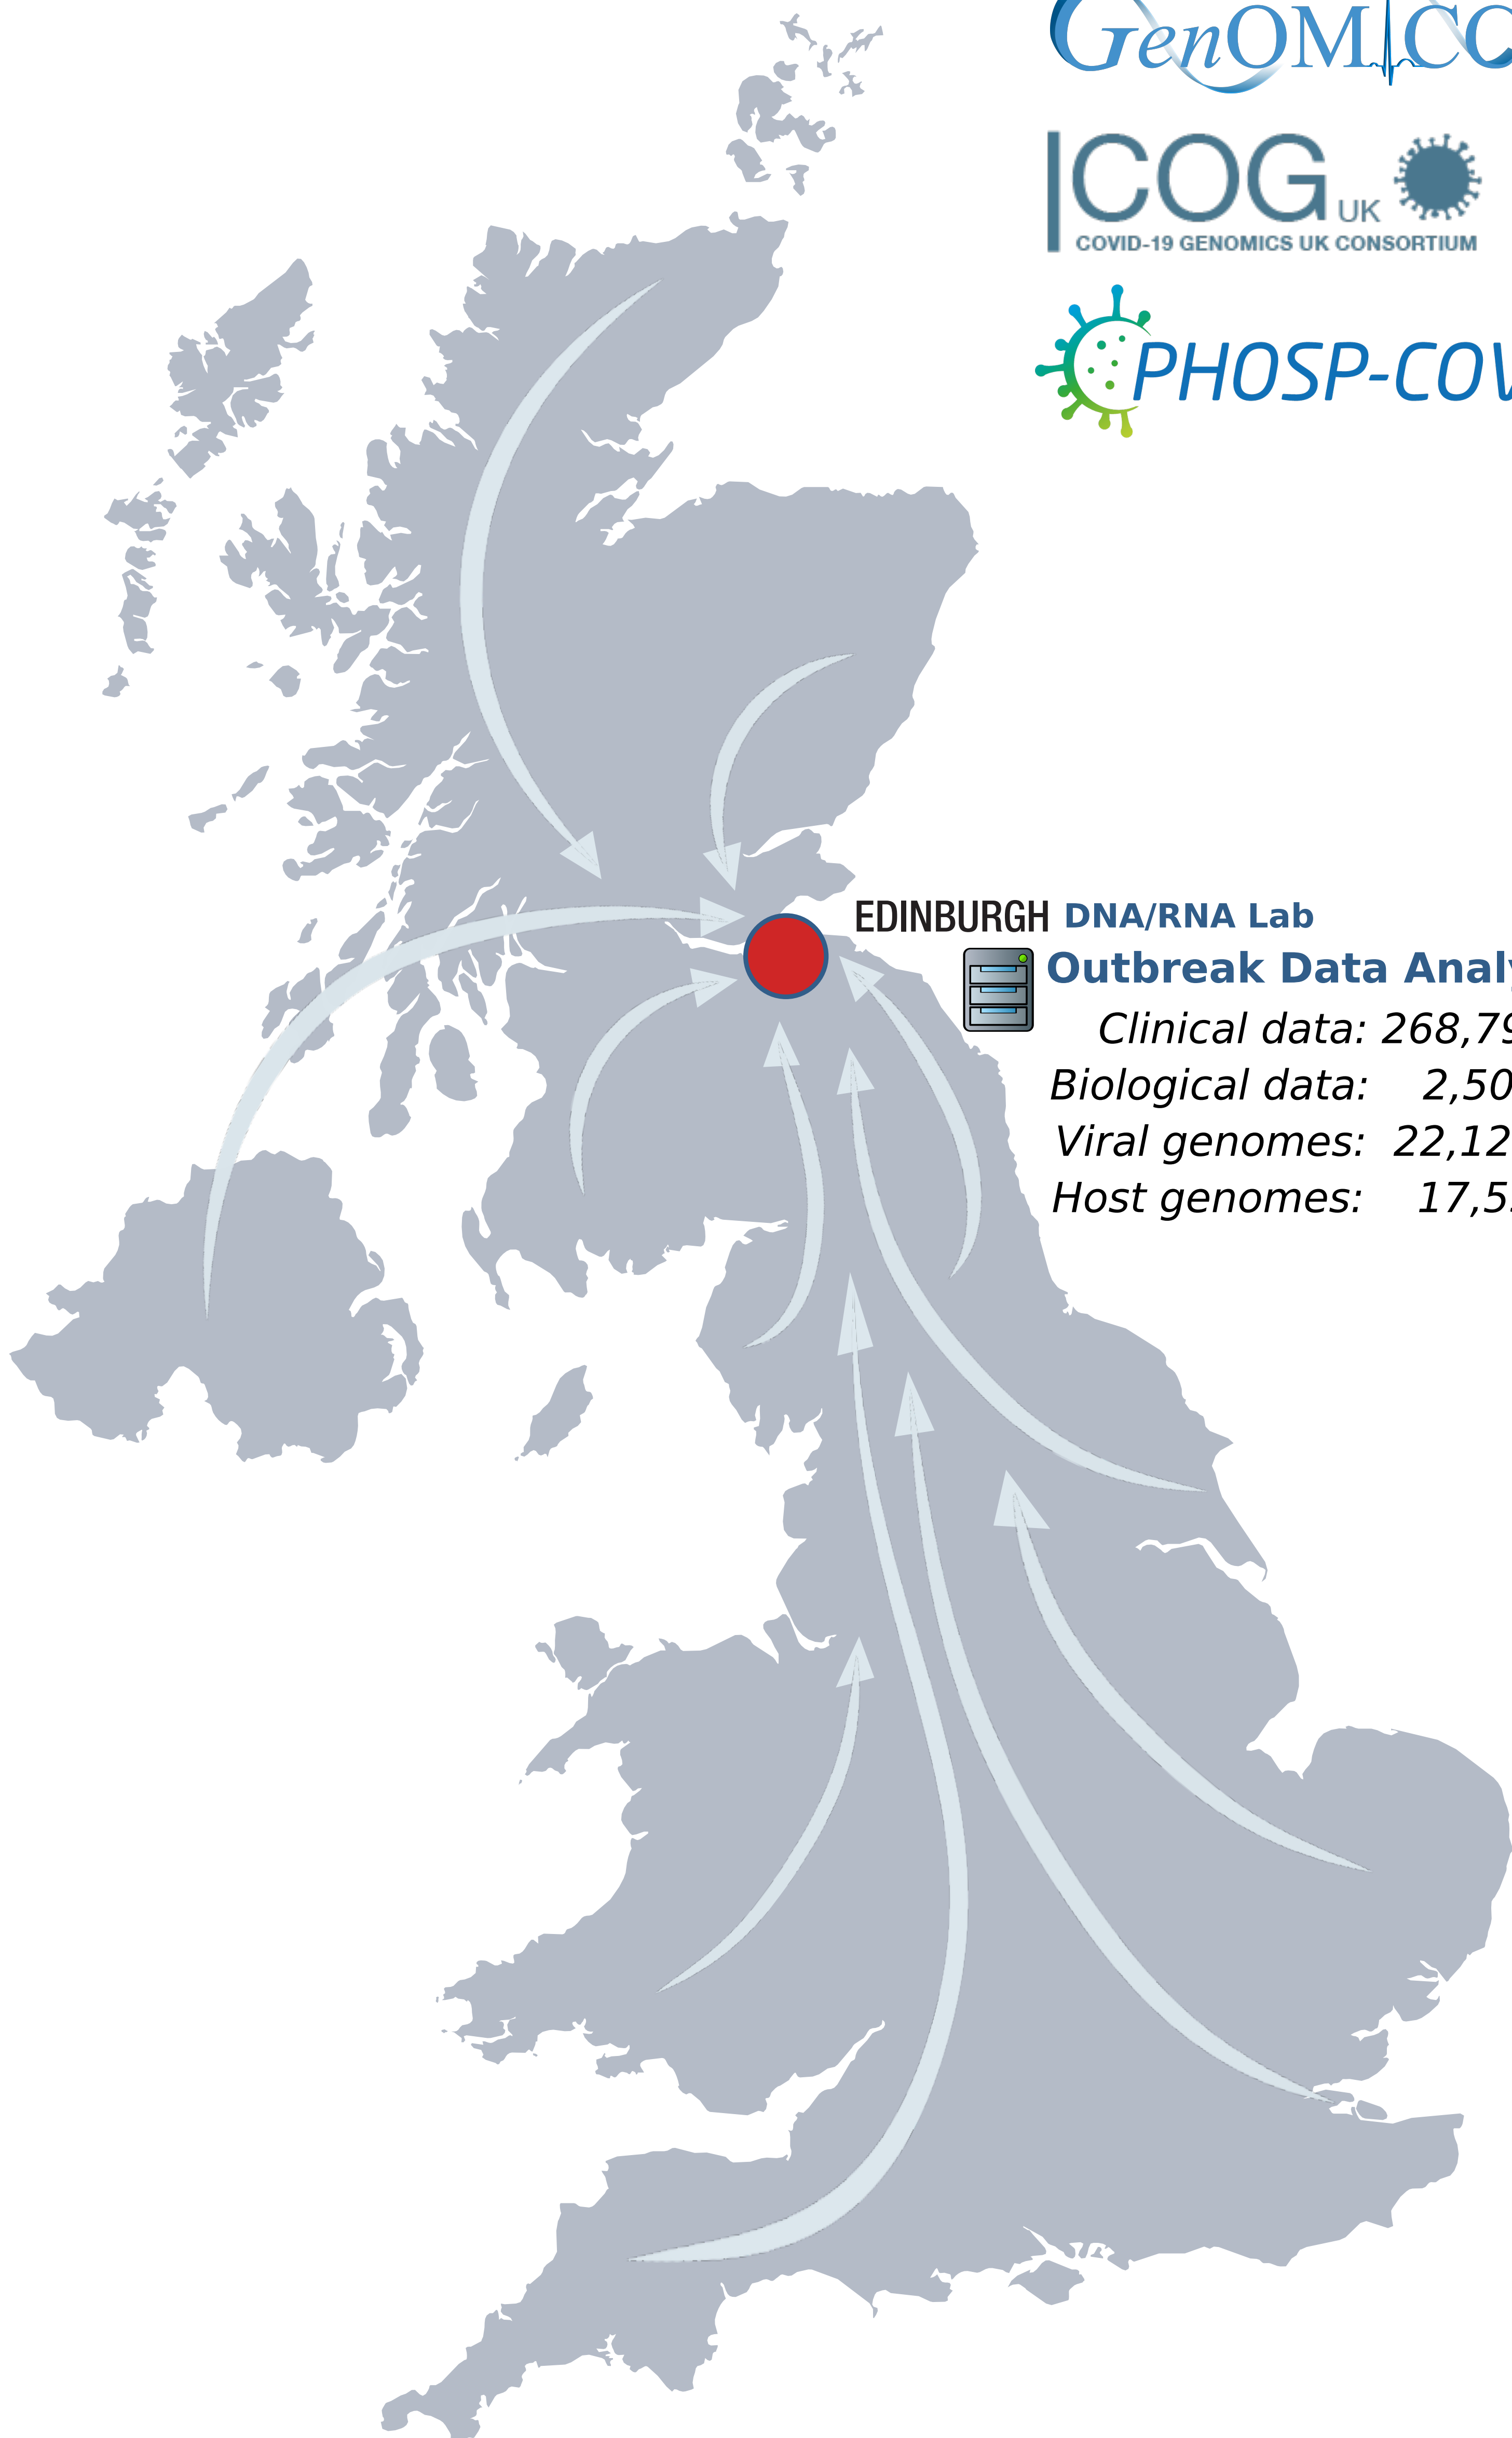 GenOMICC
COG UK
COVID-19 GENOMICS UK CONSORTIUM
PHOSP-COV
EDINBURGH DNA/RNA Lab
Outbreak Data Analy
Clinical data: 268,79
Biological data: 2,50
Viral genomes: 22,12
Host genomes: 17,5